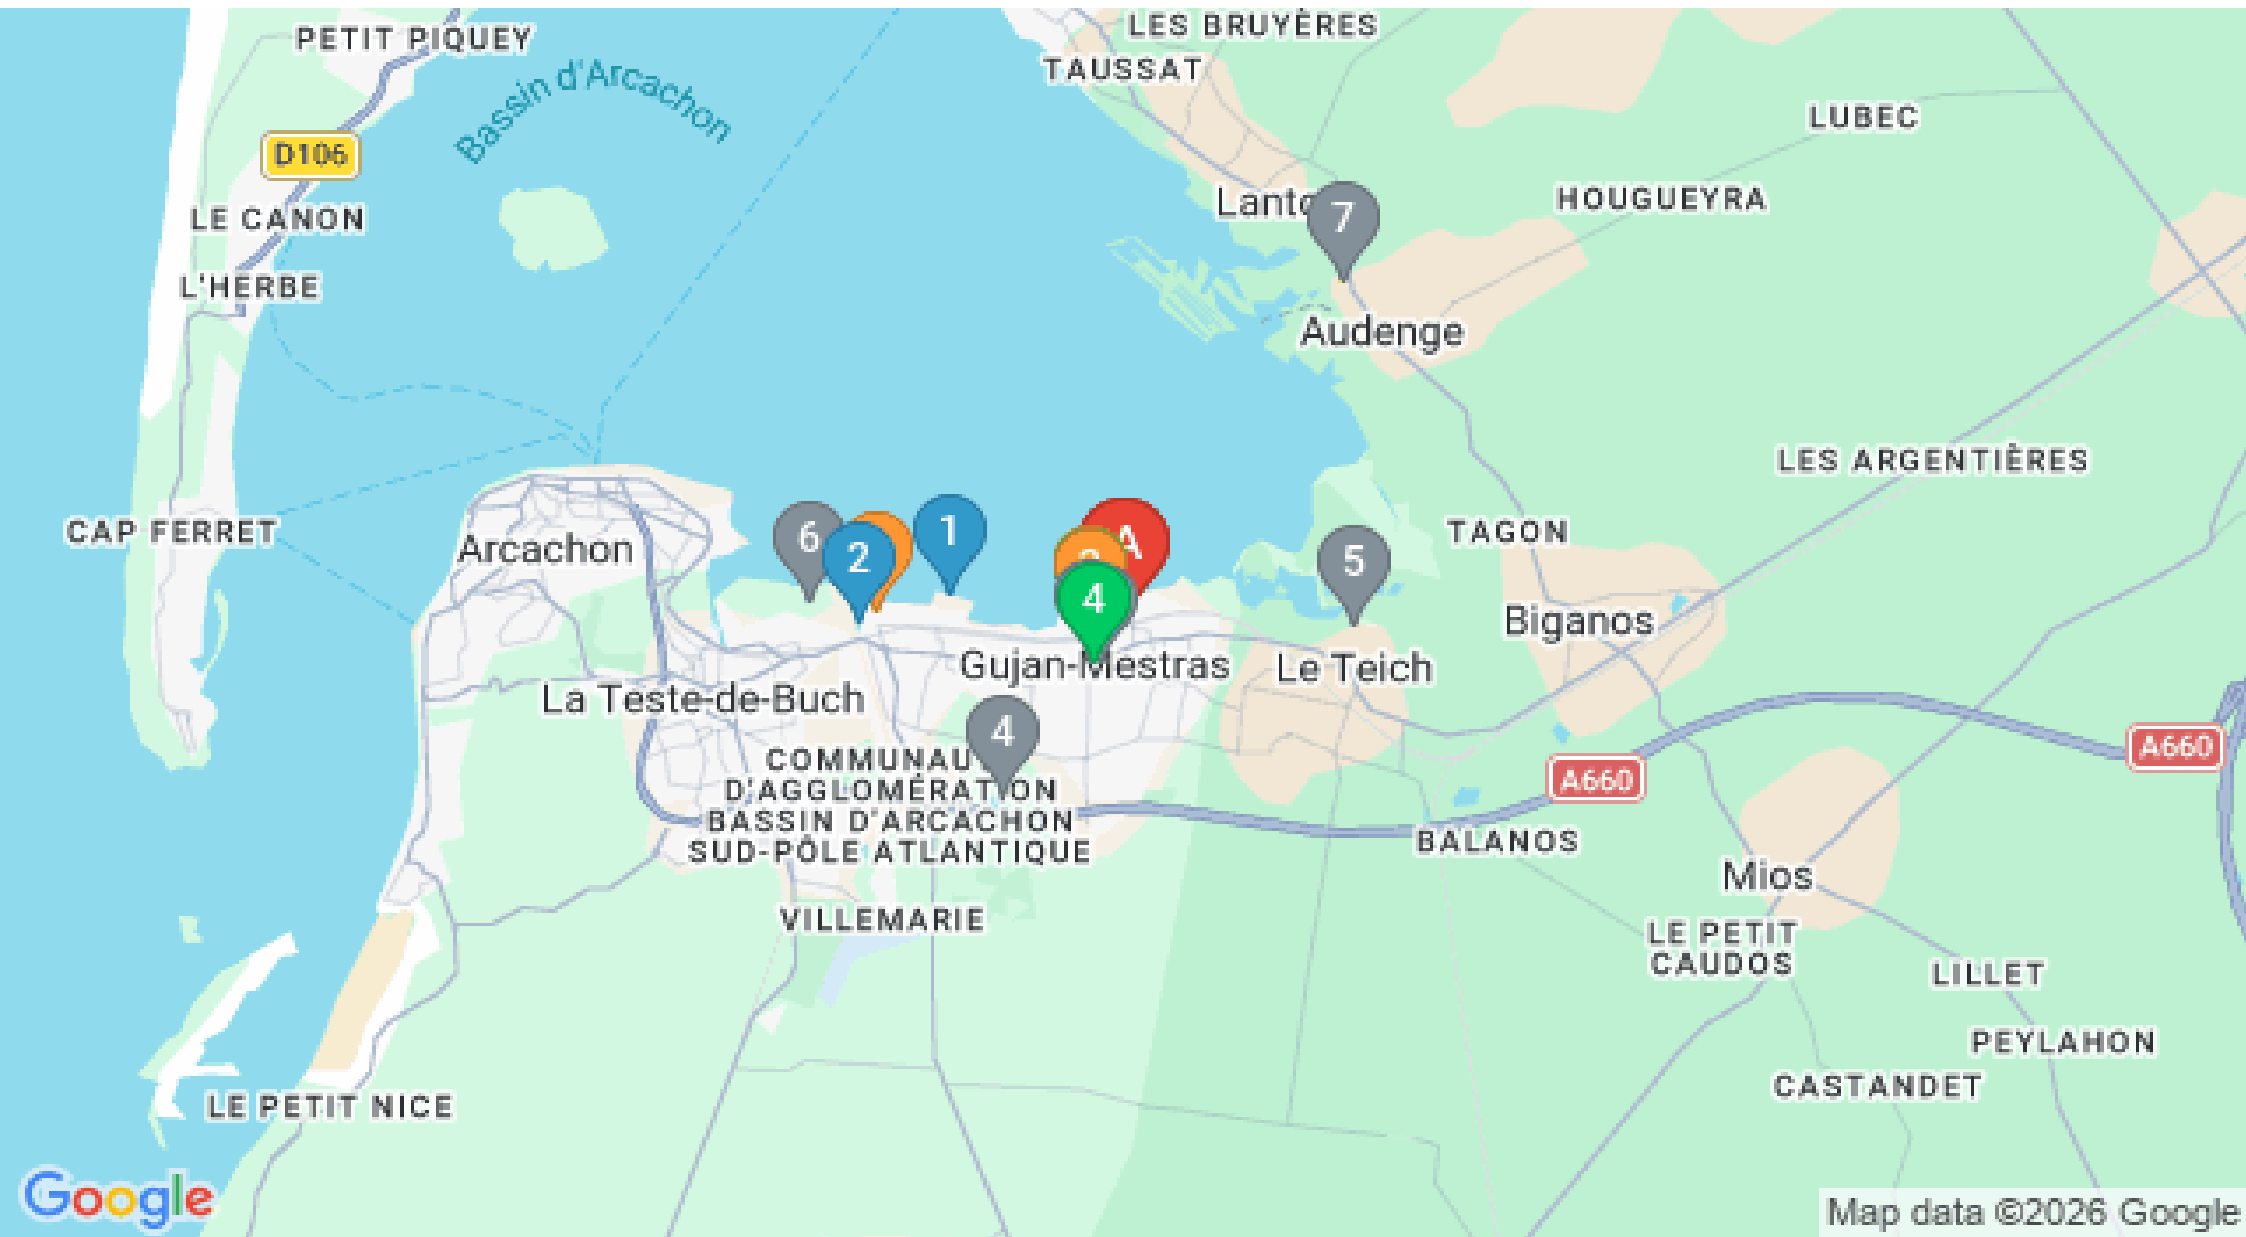 PETIT PIQUEY
LES BRUYÈRES
TAUSSAT
Bassin d'Arcachon
LUBEC
D106
HOUGUEYRA
LE CANON
7
L'HERBE
Audenge
LES ARGENTIÈRES
CAP FERRET
Arcachon
6
2
1
A
4
5
TAGON
Biganos
Gujan-Mestras
Le Teich
La Teste-de-Buch
4
COMMUNAU
D'AGGLOMÉRATION
BASSIN D'ARCACHON
SUD-PÔLE ATLANTIQUE
A660
A660
BALANOS
Mios
VILLEMARIE
LE PETIT
CAUDOS
LILLET
PEYLAHON
CASTANDET
LE PETIT NICE
Google
Map data ©2026 Google